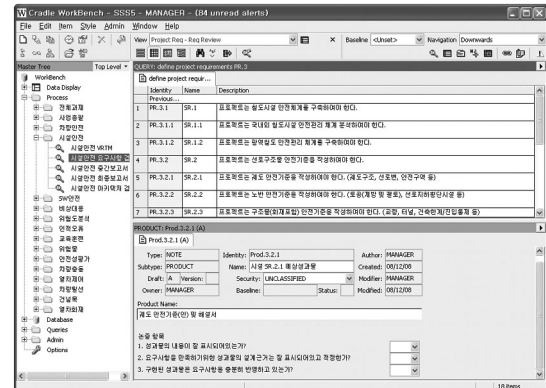 Cradle WorkBench - SSS5 - MANAGER - (84 unread alerts)
File Edit Item Style Admin Window Help
View Project Req - Req Review Baseline <Unset> Navigation Downwards
Master Tree Top Level
WorkBench
Data Display
Process
전체과제
사업총괄
차량안전
시설안전
시설안전 VRTM
시설안전 요구사항 검
시설안전 중간보고서
시설안전 최종보고서
시설안전 아키텍처 검
SW안전
비상대응
위험도분석
인적오류
교육훈련
위험물
안전성평가
차량충돌
열차제어
차량탈선
건널목
열차화재
Database
Queries
Admin
Options
QUERY: define project requirements PR.3
define project requir...
Identity Name Description
Previous...
1 PR.3.1 SR.1 프로젝트는 철도시설 안전체계를 구축하여야 한다.
2 PR.3.1.1 SR.1.1 프로젝트는 국내외 철도시설 안전관리 체계 분석하여야 한다.
3 PR.3.1.2 SR.1.2 프로젝트는 광역철도 안전관리 체계를 구축하여야 한다.
4 PR.3.2 SR.2 프로젝트는 선로구조물 안전기준을 작성하여야 한다.
5 PR.3.2.1 SR.2.1 프로젝트는 궤도 안전기준을 작성하여야 한다. (궤도구조, 선로변, 안전구역 등)
6 PR.3.2.2 SR.2.2 프로젝트는 노반 안전기준을 작성하여야 한다. (토공(깎기 및 쌓기), 선로지하횡단시설 등)
7 PR.3.2.3 SR.2.3 프로젝트는 구조물(화재포함) 안전기준을 작성하여야 한다. (교량, 터널, 건축한계/진입통제 등)
PRODUCT: Prod.3.2.1 (A)
Prod.3.2.1 (A)
Type: NOTE Identity: Prod.3.2.1 Author: MANAGER
Subtype: PRODUCT Name: 시설 SR.2.1 예상성과물 Created: 08/12/08
Draft: A Version: Security: UNCLASSIFIED Modifier: MANAGER
Owner: MANAGER Baseline: Status: Modified: 08/12/08
Product Name:
궤도 안전기준(안) 및 해설서
논증 항목
1. 성과물의 내용이 잘 표시되어있는가?
2. 요구사항을 만족하기위한 성과물의 설계근거는 잘 표시되어있고 적정한가?
3. 구현된 성과물은 요구사항을 충분히 반영하고 있는가?
18 items